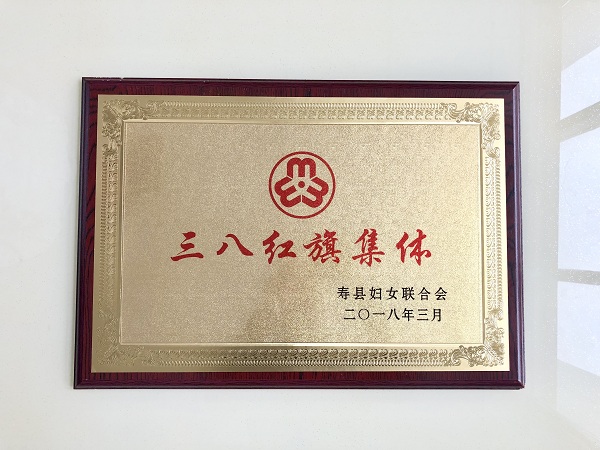 三八红旗集体
寿县妇女联合会
二〇一八年三月